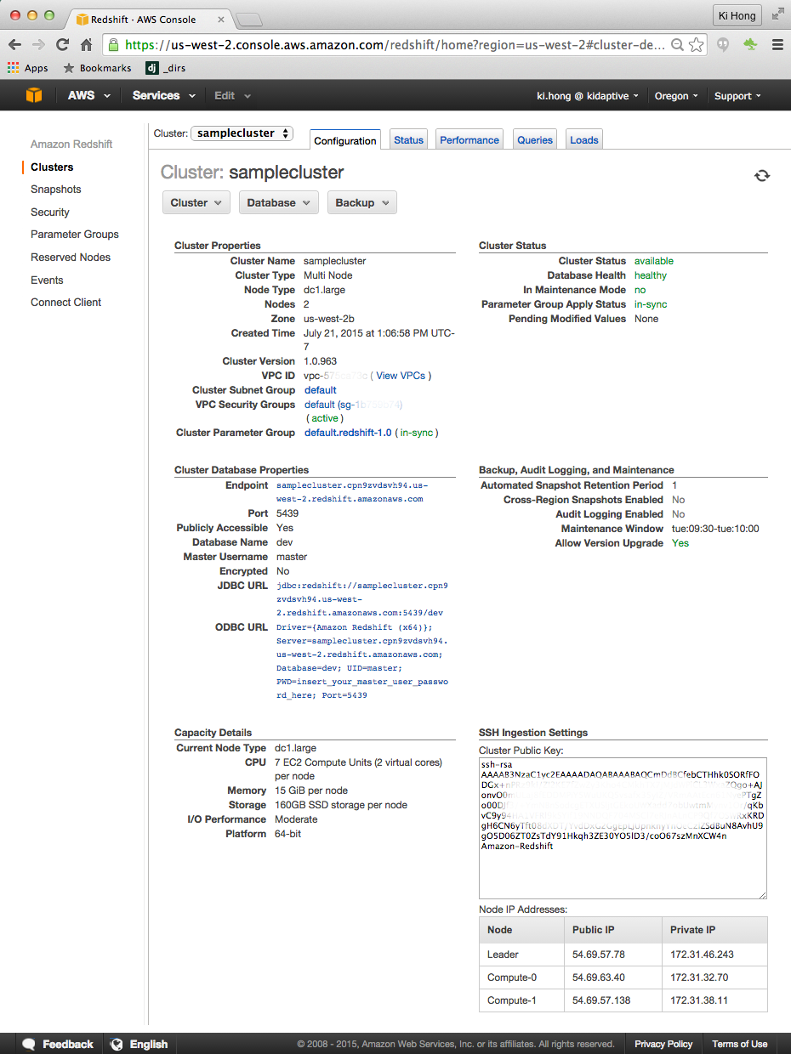 Redshift · AWS Console
Ki Hong
https://us-west-2.console.aws.amazon.com/redshift/home?region=us-west-2#cluster-de...
Apps Bookmarks dj _dirs
AWS Services Edit ki.hong @ kidaptive Oregon Support
Cluster: samplecluster Configuration Status Performance Queries Loads
Amazon Redshift
Clusters
Snapshots
Security
Parameter Groups
Reserved Nodes
Events
Connect Client
Cluster: samplecluster
Cluster Database Backup
Cluster Properties
Cluster Name samplecluster
Cluster Type Multi Node
Node Type dc1.large
Nodes 2
Zone us-west-2b
Created Time July 21, 2015 at 1:06:58 PM UTC-
7
Cluster Version 1.0.963
VPC ID ( View VPCs )
Cluster Subnet Group default
VPC Security Groups default
( active )
Cluster Parameter Group default.redshift-1.0 ( in-sync )
Cluster Status
Cluster Status available
Database Health healthy
In Maintenance Mode no
Parameter Group Apply Status in-sync
Pending Modified Values None
Cluster Database Properties
Endpoint samplecluster.cpn9zvdsvh94.us-
west-2.redshift.amazonaws.com
Port 5439
Publicly Accessible Yes
Database Name dev
Master Username master
Encrypted No
JDBC URL jdbc:redshift://samplecluster.cpn9
zvdsvh94.us-west-
2.redshift.amazonaws.com:5439/dev
ODBC URL Driver={Amazon Redshift (x64)};
Server=samplecluster.cpn9zvdsvh94.
us-west-2.redshift.amazonaws.com;
Database=dev; UID=master;
PWD=insert_your_master_user_passwo
rd_here; Port=5439
Backup, Audit Logging, and Maintenance
Automated Snapshot Retention Period 1
Cross-Region Snapshots Enabled No
Audit Logging Enabled No
Maintenance Window tue:09:30-tue:10:00
Allow Version Upgrade Yes
Capacity Details
Current Node Type dc1.large
CPU 7 EC2 Compute Units (2 virtual cores)
per node
Memory 15 GiB per node
Storage 160GB SSD storage per node
I/O Performance Moderate
Platform 64-bit
SSH Ingestion Settings
Cluster Public Key:
ssh-rsa
gO5D06ZT0ZsTdY91Hkqh3ZE30YO5lD3/coO67szMnXCW4n
Amazon-Redshift
Node IP Addresses:
Node Public IP Private IP
Leader 54.69.57.78 172.31.46.243
Compute-0 54.69.63.40 172.31.32.70
Compute-1 54.69.57.138 172.31.38.11
Feedback English © 2008 - 2015, Amazon Web Services, Inc. or its affiliates. All rights reserved. Privacy Policy Terms of Use